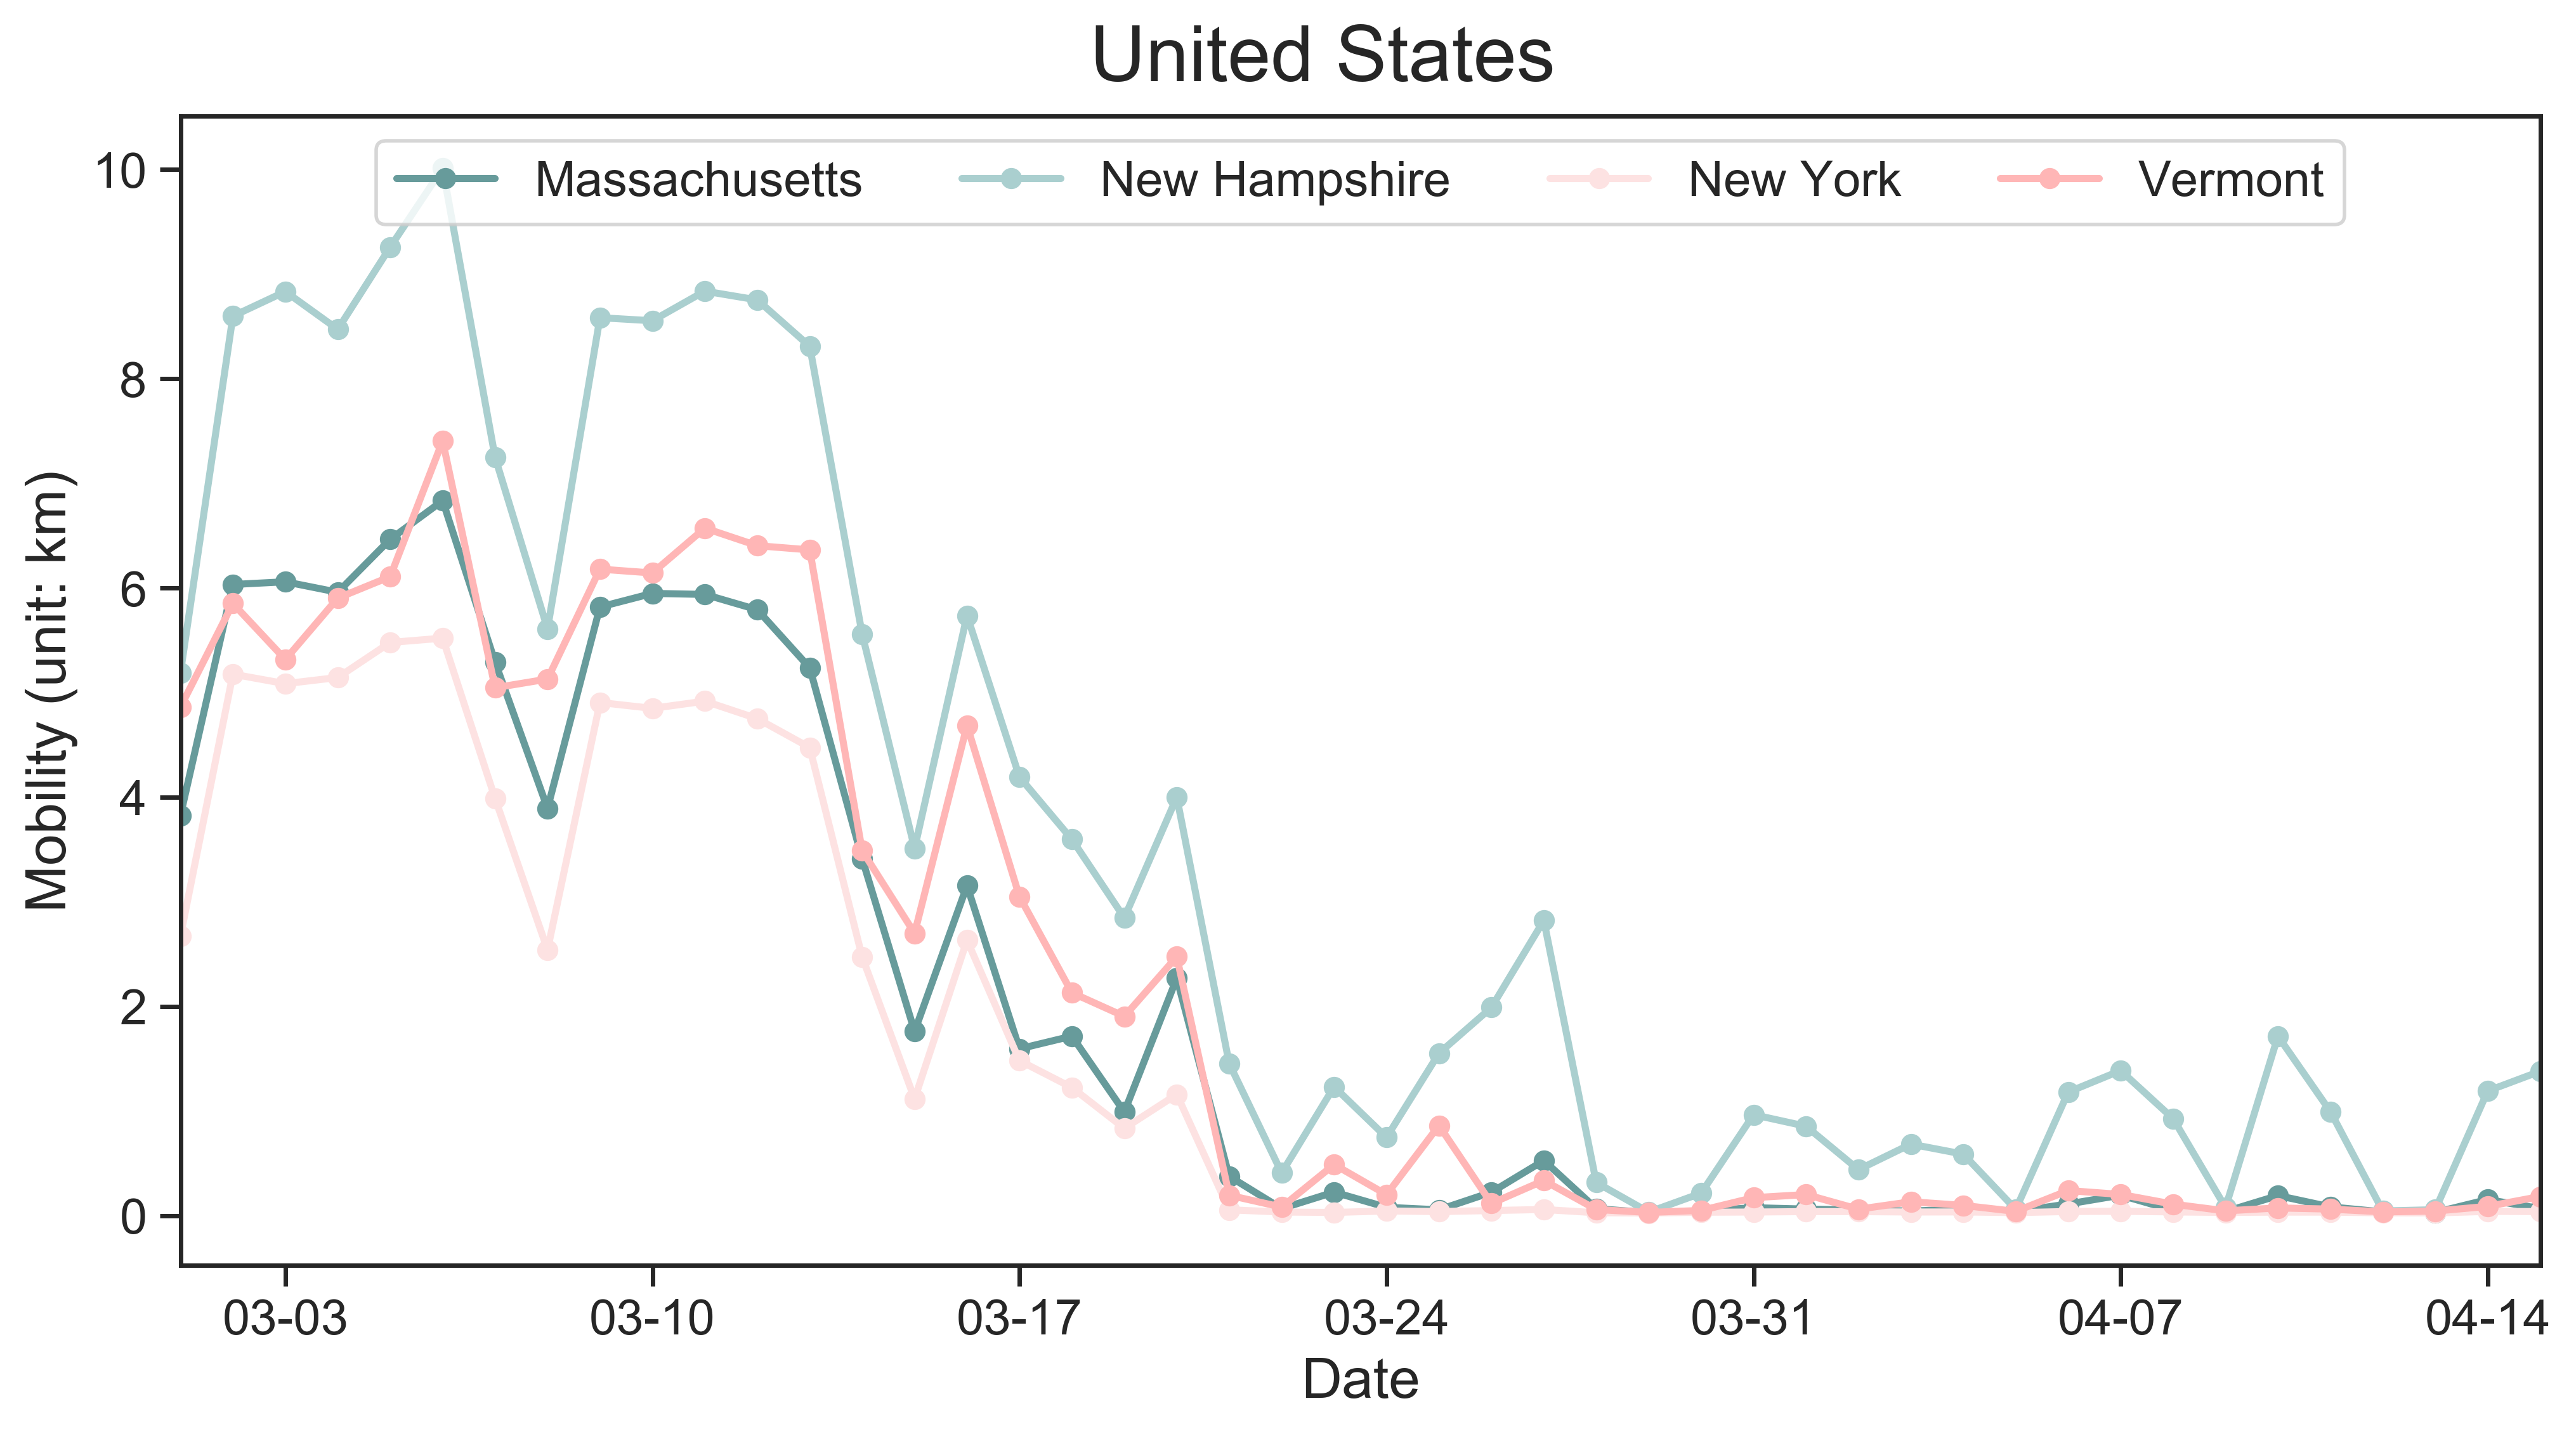 United States
Massachusetts New Hampshire New York Vermont
Mobility (unit: km)
10
8
6
4
2
0
03-03 03-10 03-17 03-24 03-31 04-07 04-14
Date